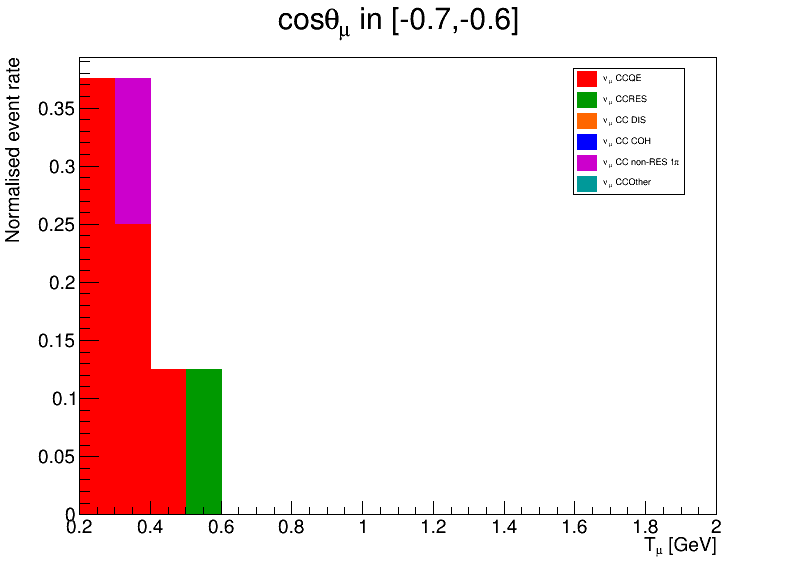 cosθμ in [-0.7,-0.6]
Normalised event rate
0.35
0.3
0.25
0.2
0.15
0.1
0.05
0
0.2 0.4 0.6 0.8 1 1.2 1.4 1.6 1.8 2
Tμ [GeV]
νμ CCQE
νμ CCRES
νμ CC DIS
νμ CC COH
νμ CC non-RES 1π
νμ CCOther